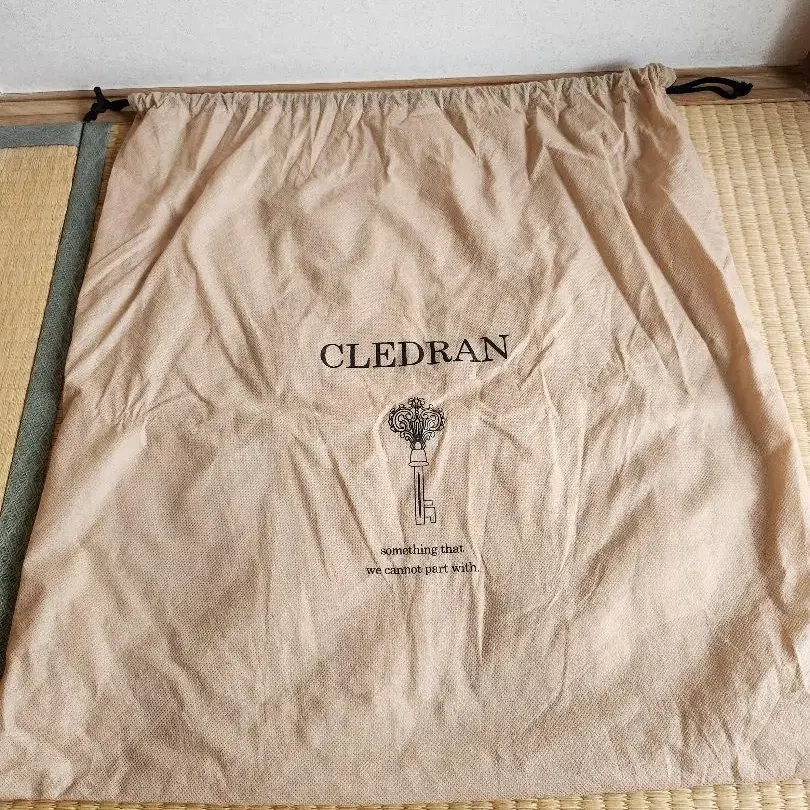 CLEDRAN
something that
we cannot part with.